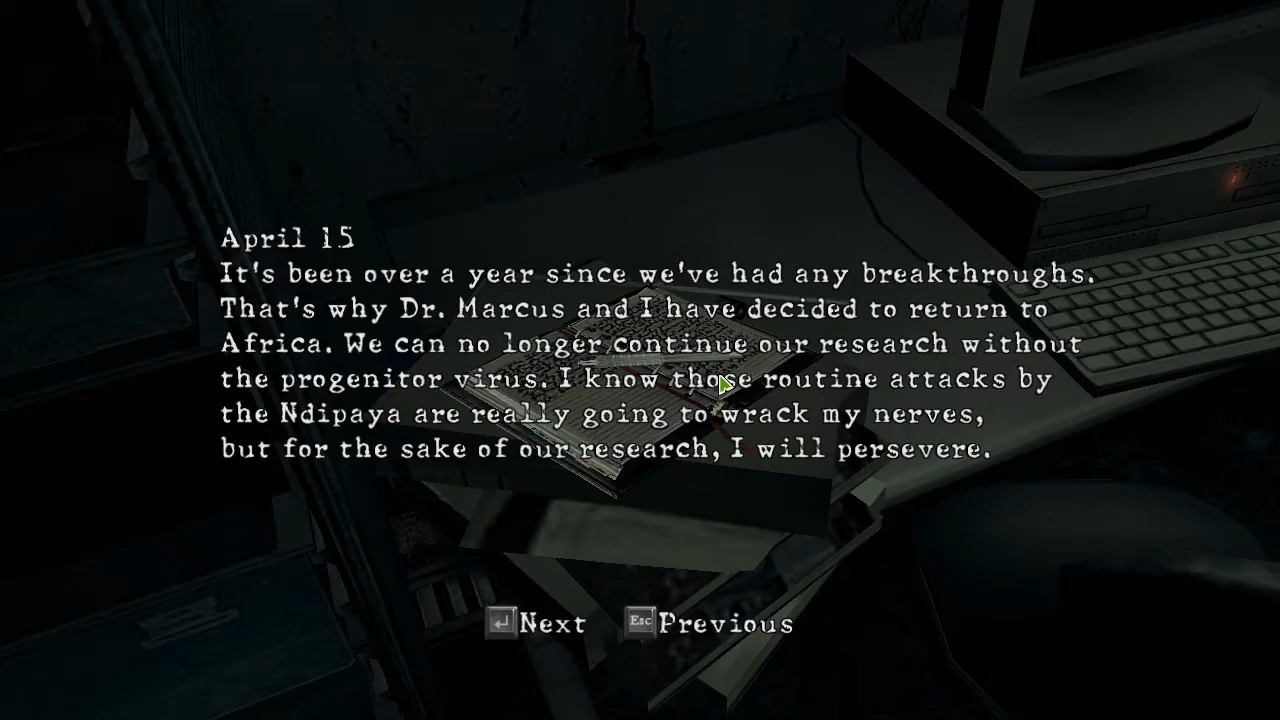 April 15
It's been over a year since we've had any breakthroughs.
That's why Dr. Marcus and I have decided to return to
Africa. We can no longer continue our research without
the progenitor virus. I know those routine attacks by
the Ndipaya are really going to wrack my nerves,
but for the sake of our research, I will persevere.
Next Esc Previous